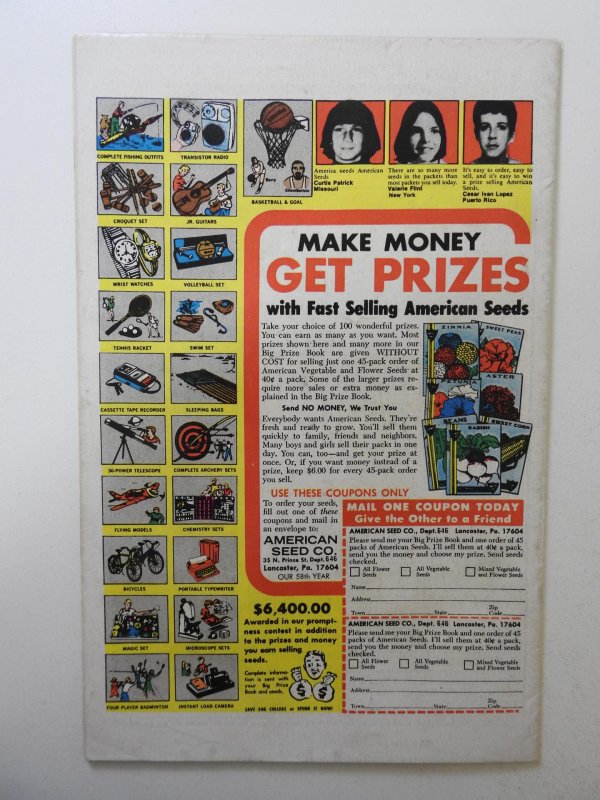 COMPLETE FISHING OUTFITS
TRANSISTOR RADIO
BASKETBALL & GOAL
CROQUET SET
JR. GUITARS
WRIST WATCHES
VOLLEYBALL SET
TENNIS RACKET
SWIM SET
CASSETTE TAPE RECORDER
SLEEPING BAGS
30-POWER TELESCOPE
COMPLETE ARCHERY SETS
FLYING MODELS
CHEMISTRY SETS
BICYCLES
PORTABLE TYPEWRITER
MAGIC SET
MICROSCOPE SETS
FOUR PLAYER BADMINTON
INSTANT LOAD CAMERA
America needs American
Seeds
Curtis Patrick
Missouri
There are so many more
seeds in the packets than
most packets you sell today.
Valerie Flint
New York
It's easy to order, easy to
sell, and it's easy to win
a prize selling American
Seeds.
Cesar Ivan Lopez
Puerto Rico
MAKE MONEY
GET PRIZES
with Fast Selling American Seeds
Take your choice of 100 wonderful prizes.
You can earn as many as you want. Most
prizes shown here and many more in our
Big Prize Book are given WITHOUT
COST for selling just one 45-pack order of
American Vegetable and Flower Seeds at
40¢ a pack. Some of the larger prizes re-
quire more sales or extra money as ex-
plained in the Big Prize Book.
Send NO MONEY, We Trust You
Everybody wants American Seeds. They're
fresh and ready to grow. You'll sell them
quickly to family, friends and neighbors.
Many boys and girls sell their packs in one
day. You can, too—and get your prize at
once. Or, if you want money instead of a
prize, keep $6.00 for every 45-pack order
you sell.
ZINNIA
SWEET PEAS
PETUNIA
ASTER
BEANS
RADISH
SWEET CORN
USE THESE COUPONS ONLY
To order your seeds,
fill out one of these
coupons and mail in
an envelope to:
AMERICAN
SEED CO.
35 N. Prince St. Dept. 646
Lancaster, Pa. 17604
OUR 58th YEAR
$6,400.00
Awarded in our prompt-
ness contest in addition
to the prizes and money
you earn selling
seeds.
Complete informa-
tion is sent with
your Big Prize
Book and seeds.
SAVE FOR COLLEGE or SPEND IT NOW!
MAIL ONE COUPON TODAY
Give the Other to a Friend
AMERICAN SEED CO., Dept. 646 Lancaster, Pa. 17604
Please send me your Big Prize Book and one order of 45
packs of American Seeds. I'll sell them at 40¢ a pack,
send you the money and choose my prize. Send seeds
checked.
All Flower Seeds
All Vegetable Seeds
Mixed Vegetable and Flower Seeds
Name
Address
Town State Zip Code
AMERICAN SEED CO., Dept. 646 Lancaster, Pa. 17604
Please send me your Big Prize Book and one order of 45
packs of American Seeds. I'll sell them at 40¢ a pack,
send you the money and choose my prize. Send seeds
checked.
All Flower Seeds
All Vegetable Seeds
Mixed Vegetable and Flower Seeds
Name
Address
Town State Zip Code